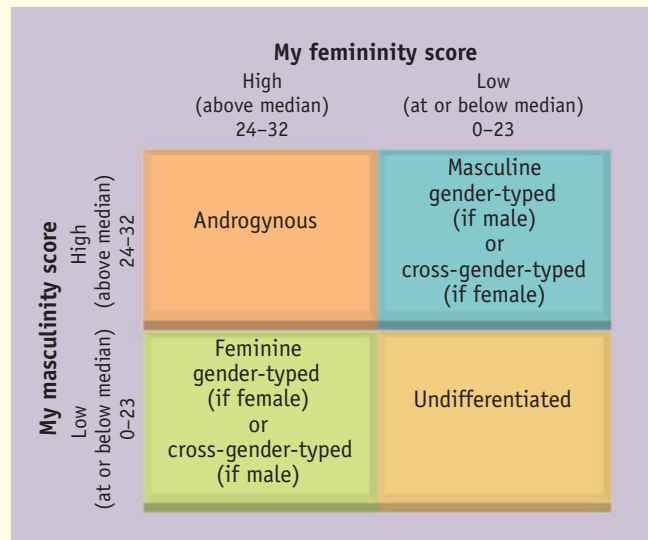 My femininity score
High
(above median)
24–32
Low
(at or below median)
0–23
My masculinity score
High
(above median)
24–32
Low
(at or below median)
0–23
Androgynous
Masculine
gender-typed
(if male)
or
cross-gender-typed
(if female)
Feminine
gender-typed
(if female)
or
cross-gender-typed
(if male)
Undifferentiated